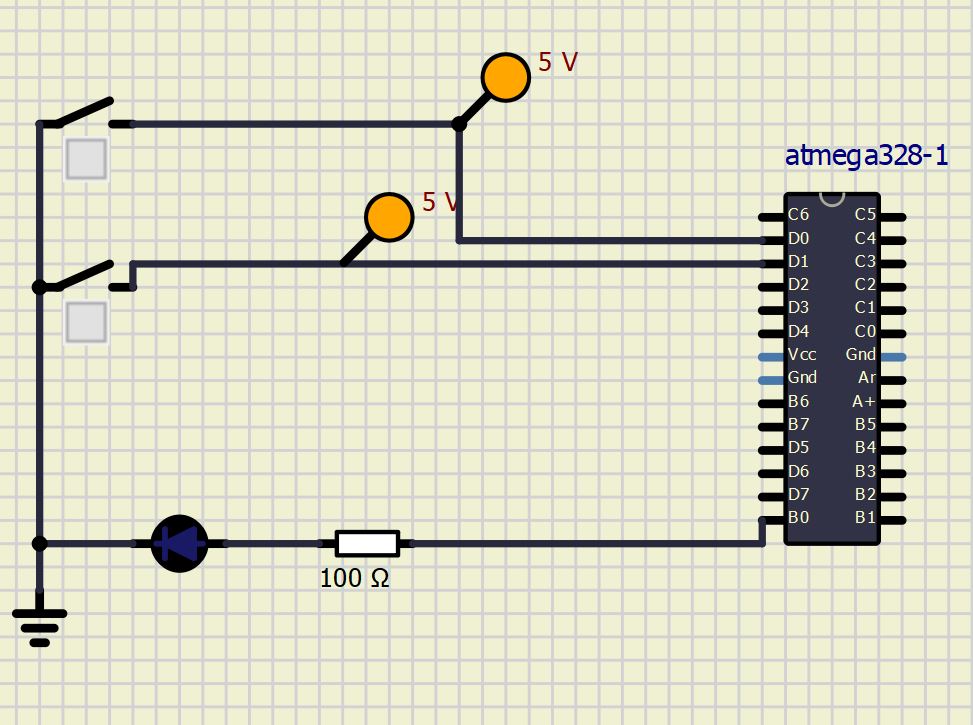 5 V
atmega328-1
5 V
C6 C5
D0 C4
D1 C3
D2 C2
D3 C1
D4 C0
Vcc Gnd
Gnd Ar
B6 A+
B7 B5
D5 B4
D6 B3
D7 B2
B0 B1
100 Ω